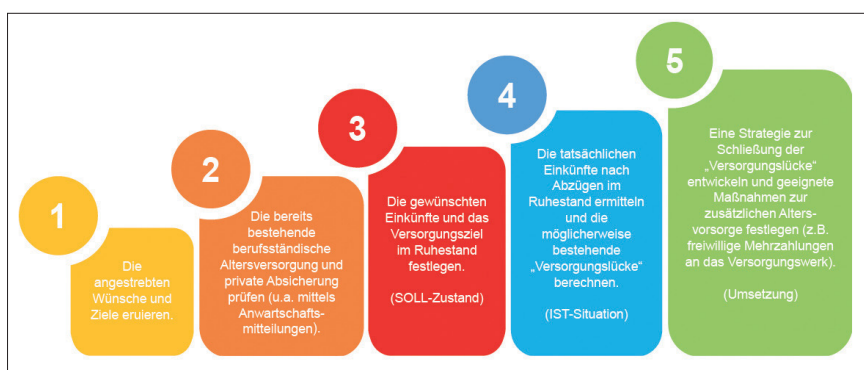 1
Die
angestrebten
Wünsche und
Ziele eruieren.
2
Die bereits
bestehende
berufsständische
Altersversorgung und
private Absicherung
prüfen (u.a. mittels
Anwartschafts-
mitteilungen).
3
Die gewünschten
Einkünfte und das
Versorgungsziel
im Ruhestand
festlegen.
(SOLL-Zustand)
4
Die tatsächlichen
Einkünfte nach
Abzügen im
Ruhestand ermitteln
und die
möglicherweise
bestehende
„Versorgungslücke“
berechnen.
(IST-Situation)
5
Eine Strategie zur
Schließung der
„Versorgungslücke“
entwickeln und geeignete
Maßnahmen zur
zusätzlichen Alters-
vorsorge festlegen (z.B.
freiwillige Mehrzahlungen
an das Versorgungswerk).
(Umsetzung)